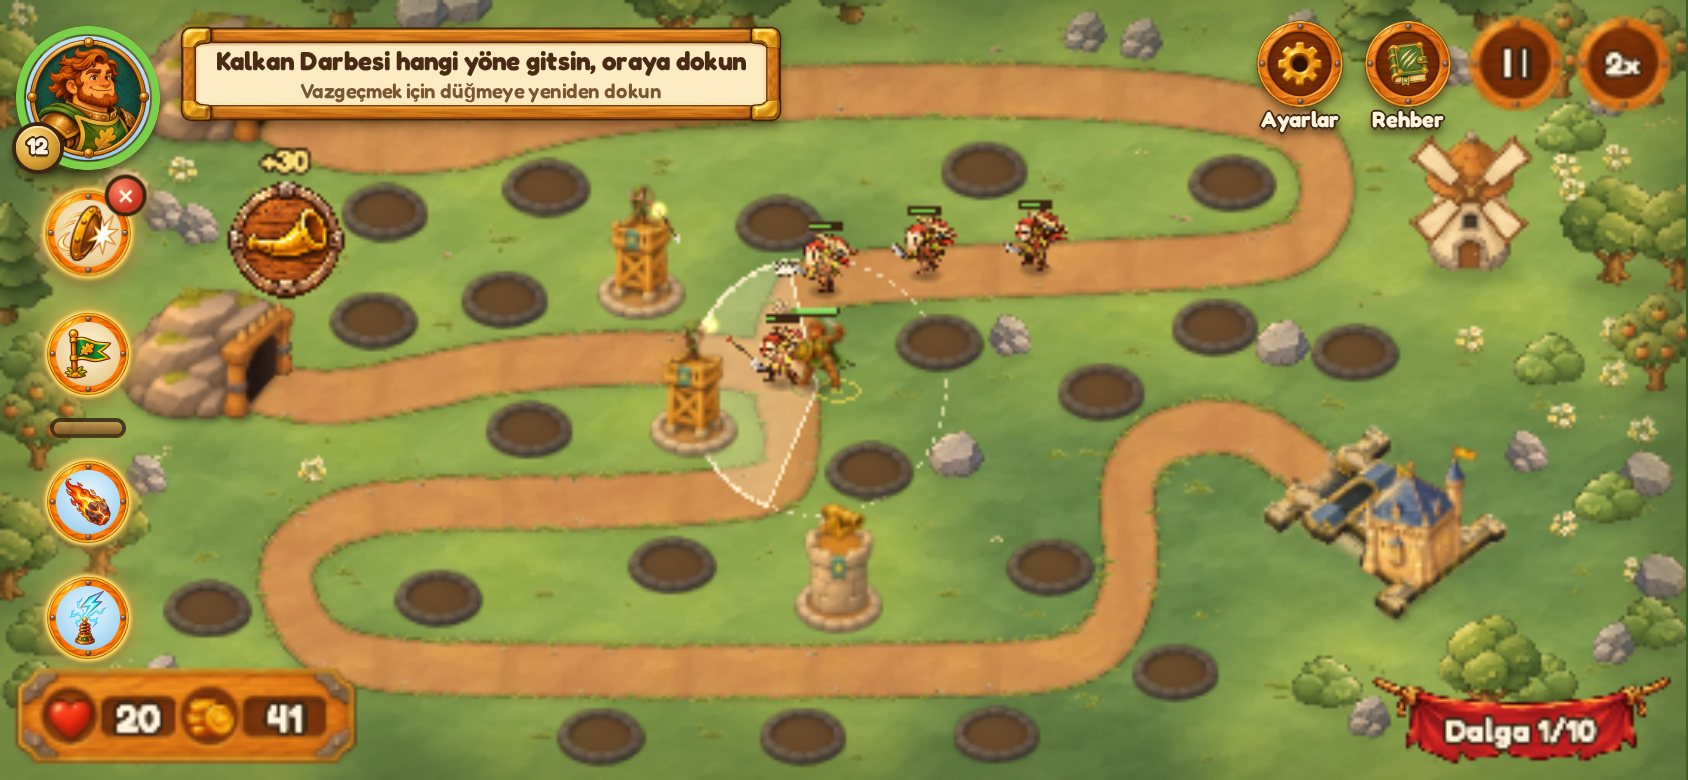 Kalkan Darbesi hangi yöne gitsin, oraya dokun
Vazgeçmek için düğmeye yeniden dokun
2x
Ayarlar
Rehber
12
+30
20
41
Dalga 1/10